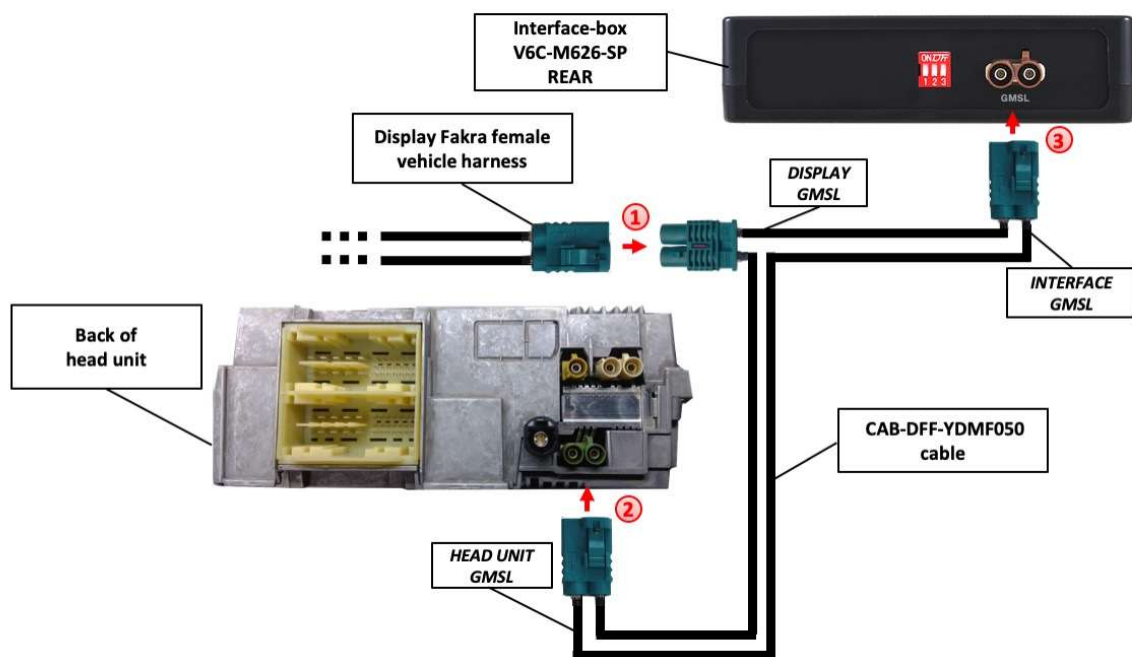 Interface-box
V6C-M626-SP
REAR
ON DFF
1 2 3
GMSL
3
Display Fakra female
vehicle harness
DISPLAY
GMSL
1
INTERFACE
GMSL
Back of
head unit
CAB-DFF-YDMF050
cable
2
HEAD UNIT
GMSL